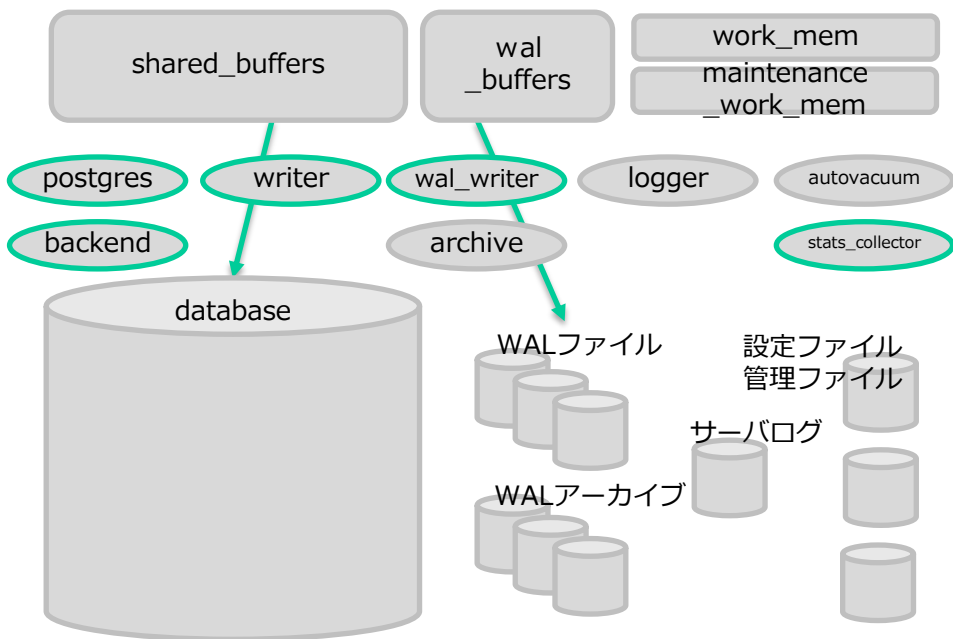 shared_buffers
wal
_buffers
work_mem
maintenance
_work_mem
postgres
writer
wal_writer
logger
autovacuum
backend
archive
stats_collector
database
WALファイル
設定ファイル
管理ファイル
サーバログ
WALアーカイブ